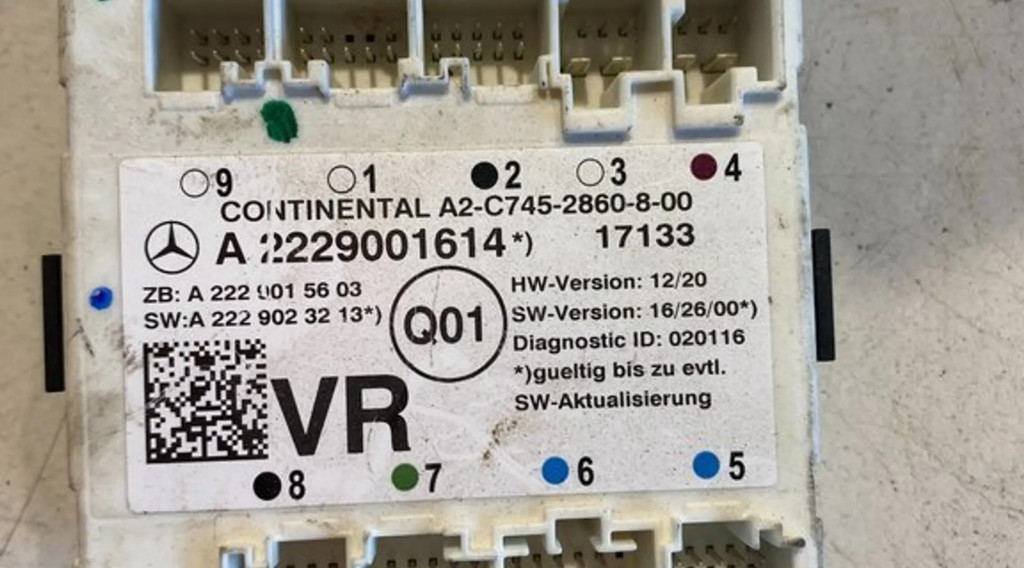 9 1 2 3 4
CONTINENTAL A2-C745-2860-8-00
A 2229001614*) 17133
ZB: A 222 901 56 03
SW:A 222 902 32 13*)
Q01
HW-Version: 12/20
SW-Version: 16/26/00*)
Diagnostic ID: 020116
*)gueltig bis zu evtl.
SW-Aktualisierung
VR
8 7 6 5